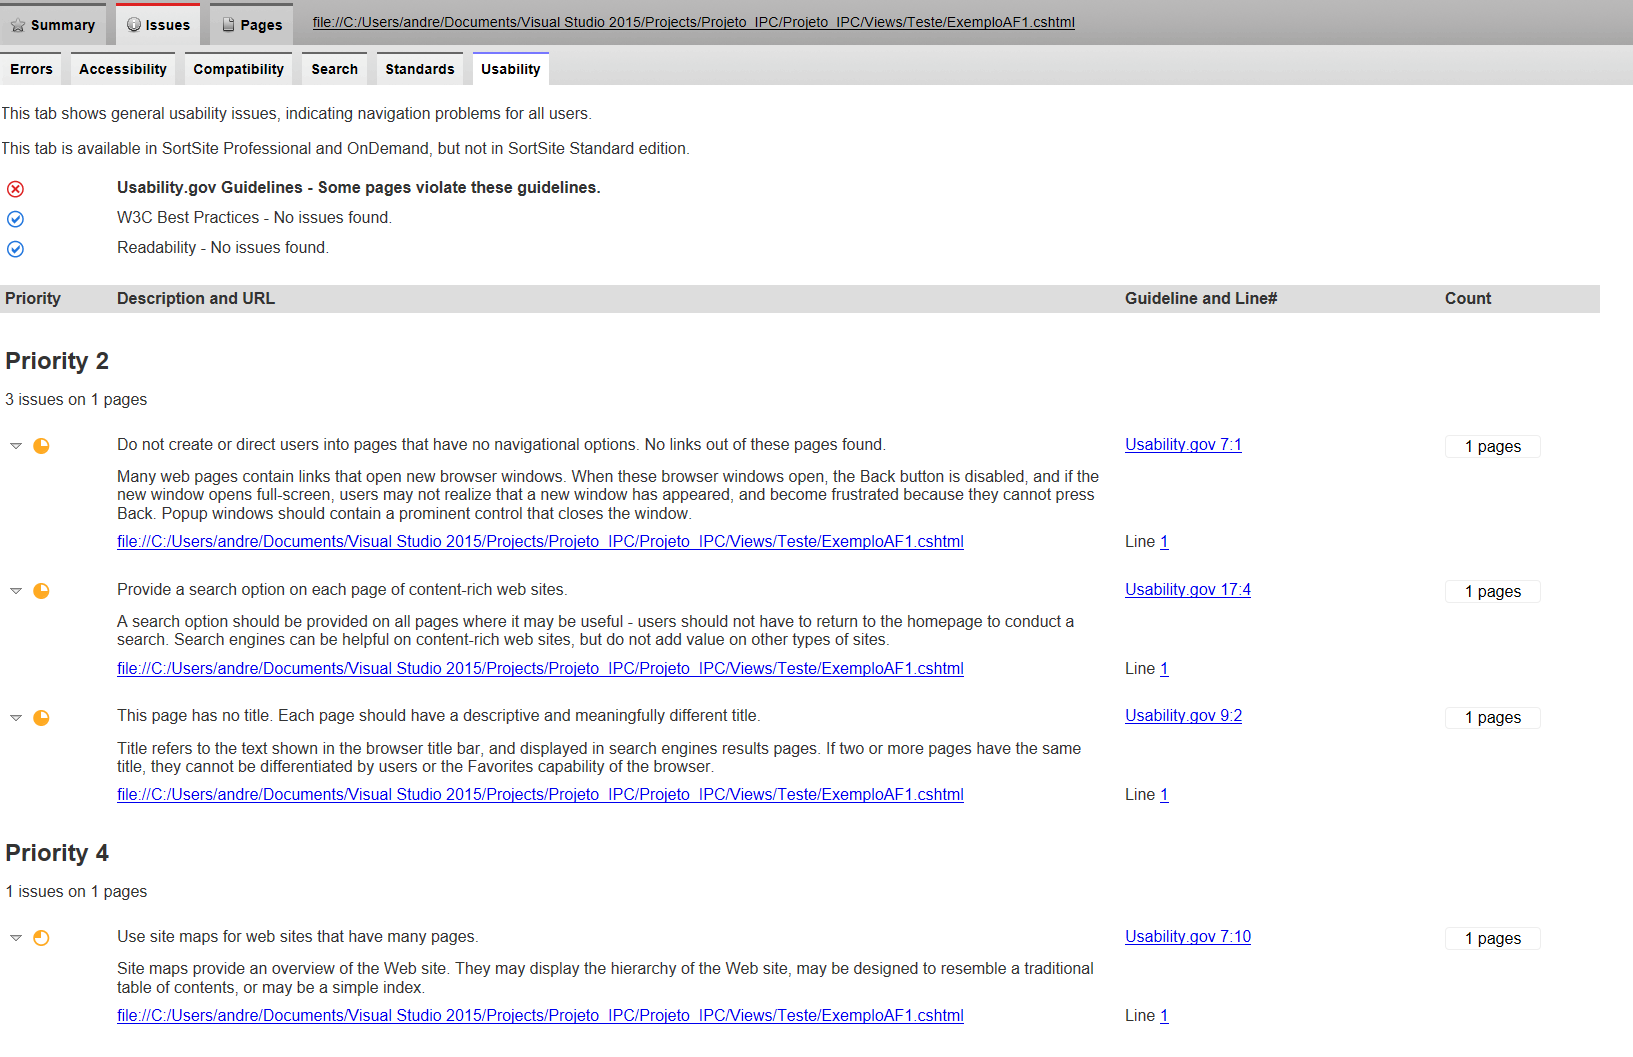 Summary Issues Pages file://C:/Users/andre/Documents/Visual Studio 2015/Projects/Projeto_IPC/Projeto_IPC/Views/Teste/ExemploAF1.cshtml
Errors Accessibility Compatibility Search Standards Usability
This tab shows general usability issues, indicating navigation problems for all users.
This tab is available in SortSite Professional and OnDemand, but not in SortSite Standard edition.
Usability.gov Guidelines - Some pages violate these guidelines.
W3C Best Practices - No issues found.
Readability - No issues found.
Priority Description and URL Guideline and Line# Count
Priority 2
3 issues on 1 pages
Do not create or direct users into pages that have no navigational options. No links out of these pages found. Usability.gov 7:1 1 pages
Many web pages contain links that open new browser windows. When these browser windows open, the Back button is disabled, and if the
new window opens full-screen, users may not realize that a new window has appeared, and become frustrated because they cannot press
Back. Popup windows should contain a prominent control that closes the window.
file://C:/Users/andre/Documents/Visual Studio 2015/Projects/Projeto_IPC/Projeto_IPC/Views/Teste/ExemploAF1.cshtml Line 1
Provide a search option on each page of content-rich web sites. Usability.gov 17:4 1 pages
A search option should be provided on all pages where it may be useful - users should not have to return to the homepage to conduct a
search. Search engines can be helpful on content-rich web sites, but do not add value on other types of sites.
file://C:/Users/andre/Documents/Visual Studio 2015/Projects/Projeto_IPC/Projeto_IPC/Views/Teste/ExemploAF1.cshtml Line 1
This page has no title. Each page should have a descriptive and meaningfully different title. Usability.gov 9:2 1 pages
Title refers to the text shown in the browser title bar, and displayed in search engines results pages. If two or more pages have the same
title, they cannot be differentiated by users or the Favorites capability of the browser.
file://C:/Users/andre/Documents/Visual Studio 2015/Projects/Projeto_IPC/Projeto_IPC/Views/Teste/ExemploAF1.cshtml Line 1
Priority 4
1 issues on 1 pages
Use site maps for web sites that have many pages. Usability.gov 7:10 1 pages
Site maps provide an overview of the Web site. They may display the hierarchy of the Web site, may be designed to resemble a traditional
table of contents, or may be a simple index.
file://C:/Users/andre/Documents/Visual Studio 2015/Projects/Projeto_IPC/Projeto_IPC/Views/Teste/ExemploAF1.cshtml Line 1